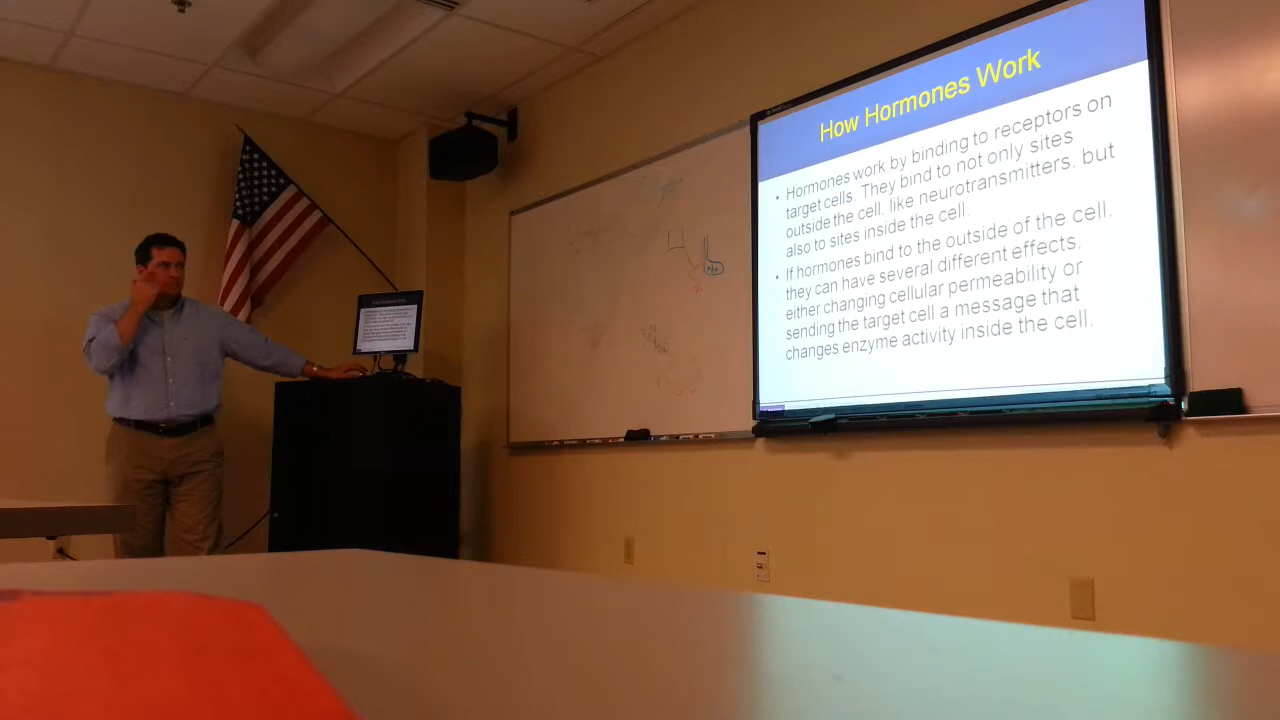 How Hormones Work
• Hormones work by binding to receptors on
target cells. They bind to not only sites
outside the cell, like neurotransmitters, but
also to sites inside the cell.
• If hormones bind to the outside of the cell,
they can have several different effects,
either changing cellular permeability or
sending the target cell a message that
changes enzyme activity inside the cell.